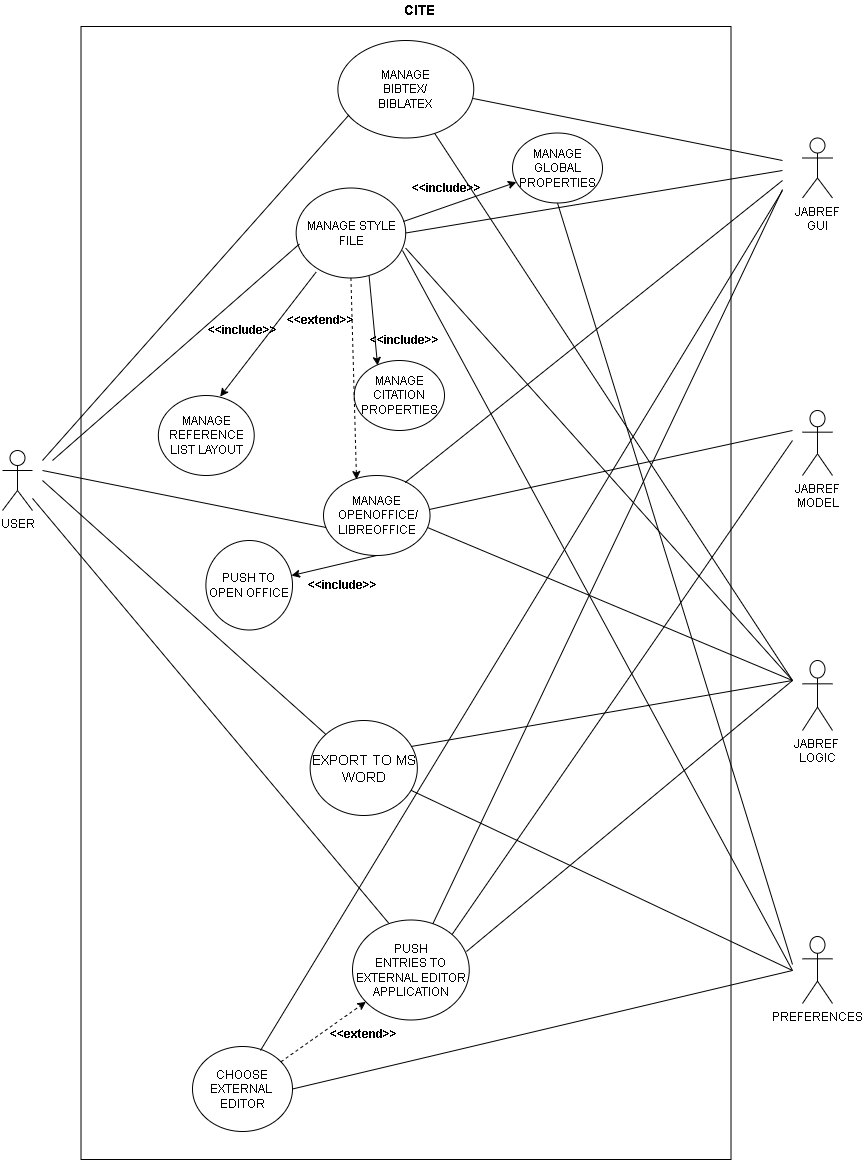 CITE
MANAGE
BIBTEX/
BIBLATEX
MANAGE
GLOBAL
PROPERTIES
<<include>>
JABREF
GUI
MANAGE STYLE
FILE
<<include>>
<<extend>>
<<include>>
MANAGE
CITATION
PROPERTIES
MANAGE
REFERENCE
LIST LAYOUT
JABREF
MODEL
MANAGE
OPENOFFICE/
LIBREOFFICE
USER
PUSH TO
OPEN OFFICE
<<include>>
JABREF
LOGIC
EXPORT TO MS
WORD
PUSH
ENTRIES TO
EXTERNAL EDITOR
APPLICATION
PREFERENCES
<<extend>>
CHOOSE
EXTERNAL
EDITOR